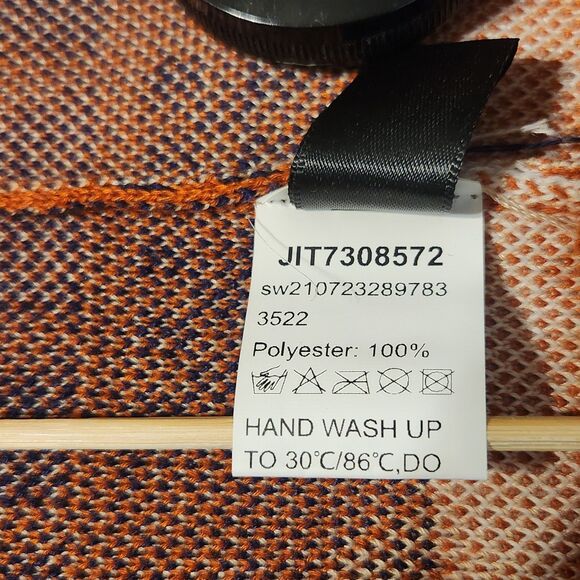 JIT7308572
sw210723289783
3522
Polyester: 100%
HAND WASH UP
TO 30℃/86℃,DO